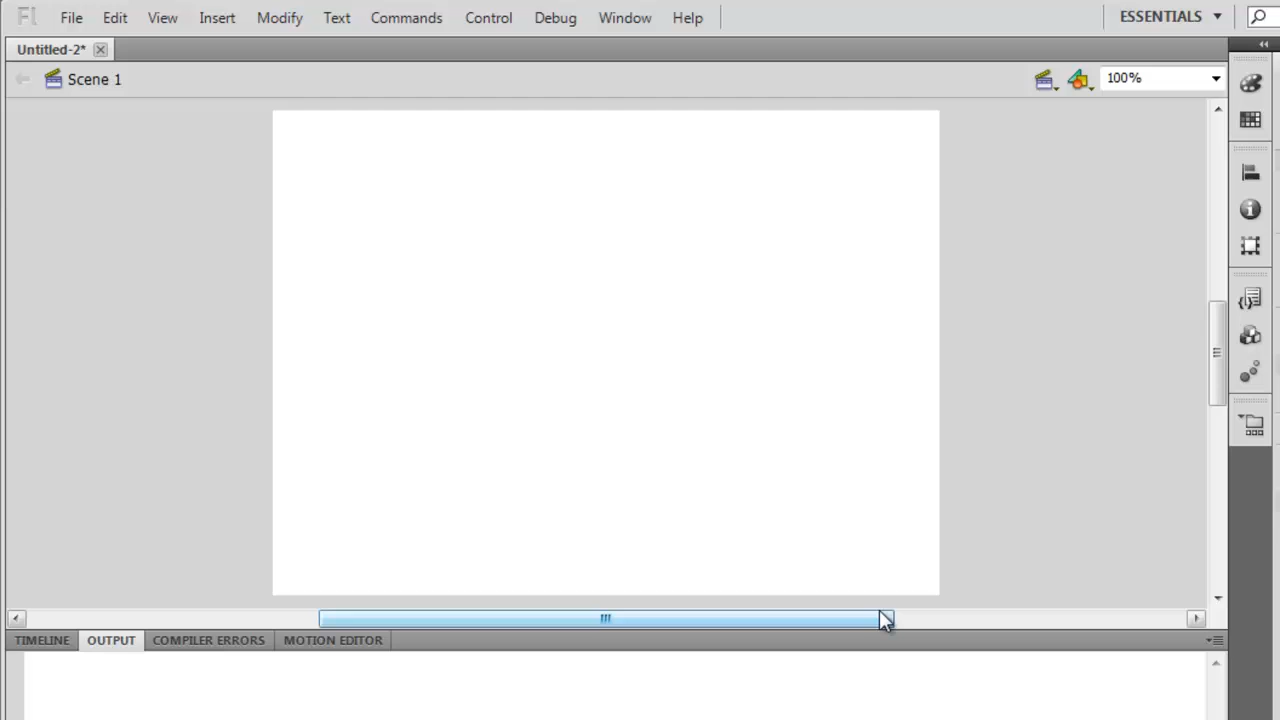 Fl File Edit View Insert Modify Text Commands Control Debug Window Help ESSENTIALS
Untitled-2*
Scene 1 100%
TIMELINE OUTPUT COMPILER ERRORS MOTION EDITOR